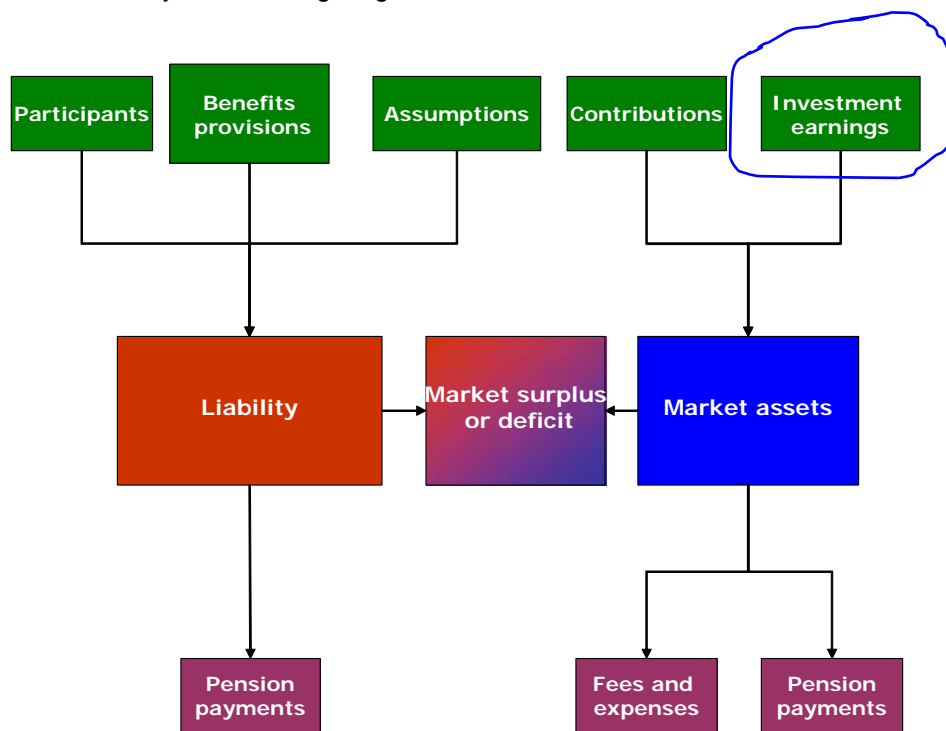 Participants
Benefits
provisions
Assumptions
Contributions
Investment
earnings
Liability
Market surplus
or deficit
Market assets
Pension
payments
Fees and
expenses
Pension
payments